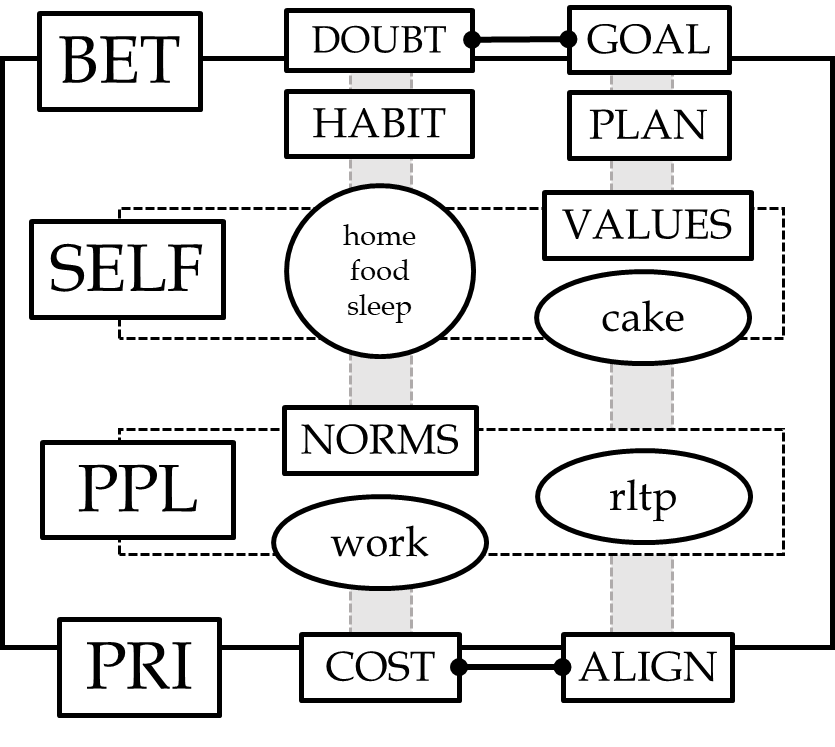 BET
DOUBT
GOAL
HABIT
PLAN
SELF
home
food
sleep
VALUES
cake
PPL
NORMS
work
rltp
PRI
COST
ALIGN